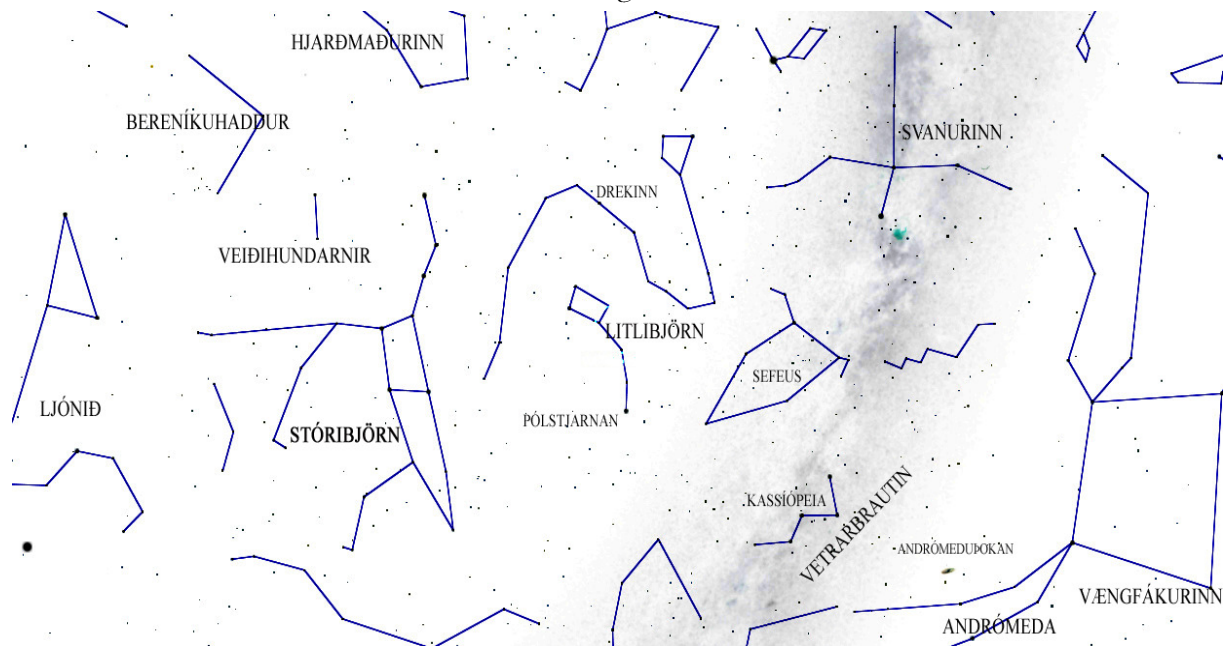 HJARÐMAÐURINN
BERENÍKUHADDUR
SVANURINN
DREKINN
VEIÐIHUNDARNIR
LITLIBJÖRN
SEFEUS
LJÓNIÐ
PÓLSTJARNAN
STÓRIBJÖRN
KASSÍÓPEIA
VETRARBRAUTIN
ANDRÓMEDUÞOKAN
VÆNGFÁKURINN
ANDRÓMEDA